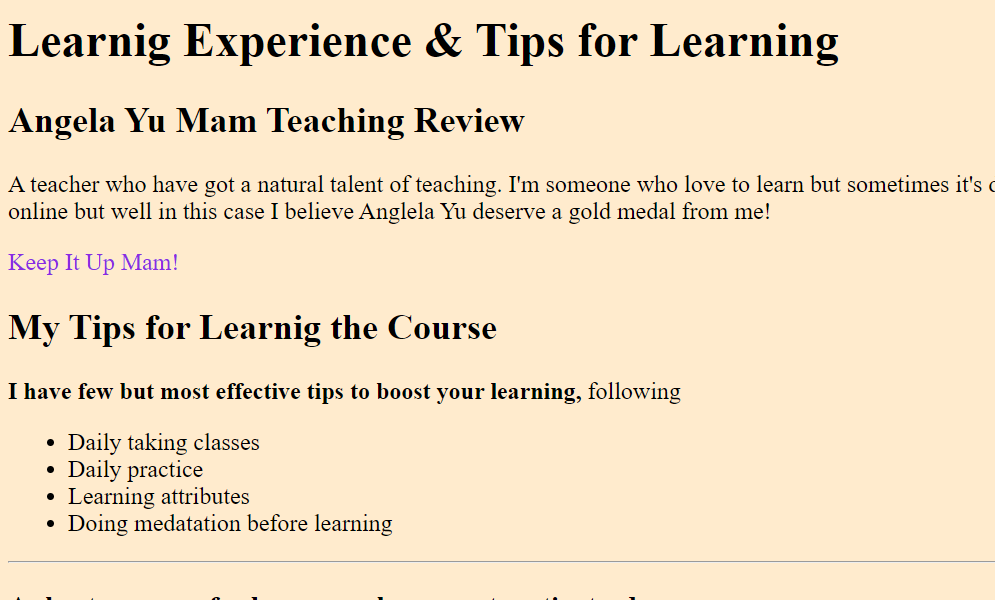 Learnig Experience & Tips for Learning
Angela Yu Mam Teaching Review
A teacher who have got a natural talent of teaching. I'm someone who love to learn but sometimes it's
online but well in this case I believe Anglela Yu deserve a gold medal from me!
Keep It Up Mam!
My Tips for Learnig the Course
I have few but most effective tips to boost your learning, following
• Daily taking classes
• Daily practice
• Learning attributes
• Doing medatation before learning